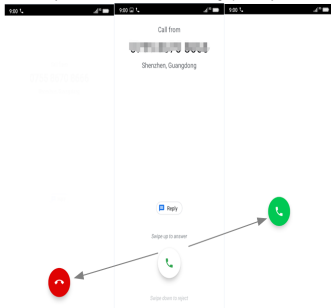 9:00
9:00
9:00
Call from
Shenzhen, Guangdong
Reply
Swipe up to answer
Swipe down to reject